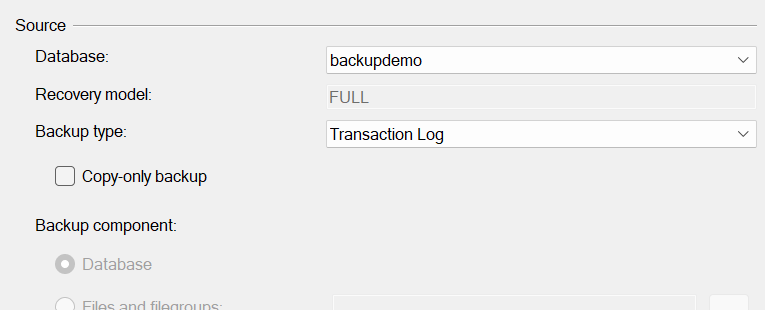 Source
Database: backupdemo
Recovery model: FULL
Backup type: Transaction Log
Copy-only backup
Backup component:
Database
Files and filegroups: